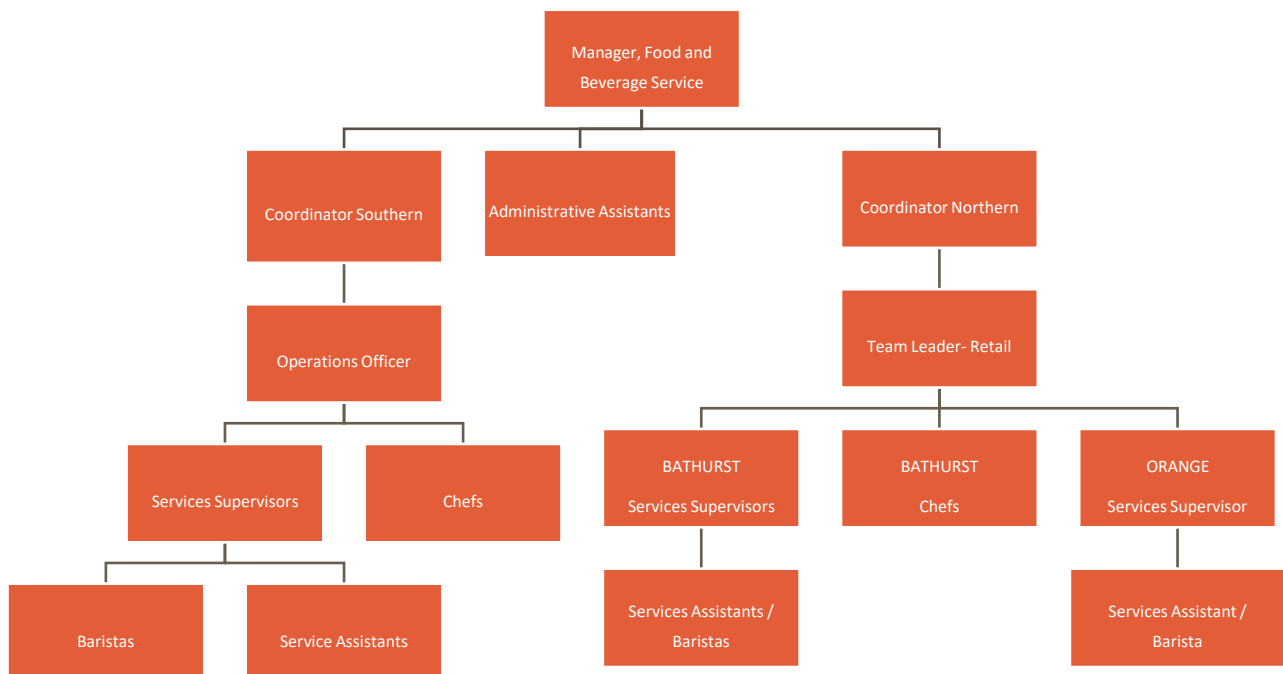 Manager, Food and
Beverage Service
Coordinator Southern
Administrative Assistants
Coordinator Northern
Operations Officer
Team Leader- Retail
Services Supervisors
Chefs
BATHURST
Services Supervisors
BATHURST
Chefs
ORANGE
Services Supervisor
Baristas
Service Assistants
Services Assistants /
Baristas
Services Assistant /
Barista